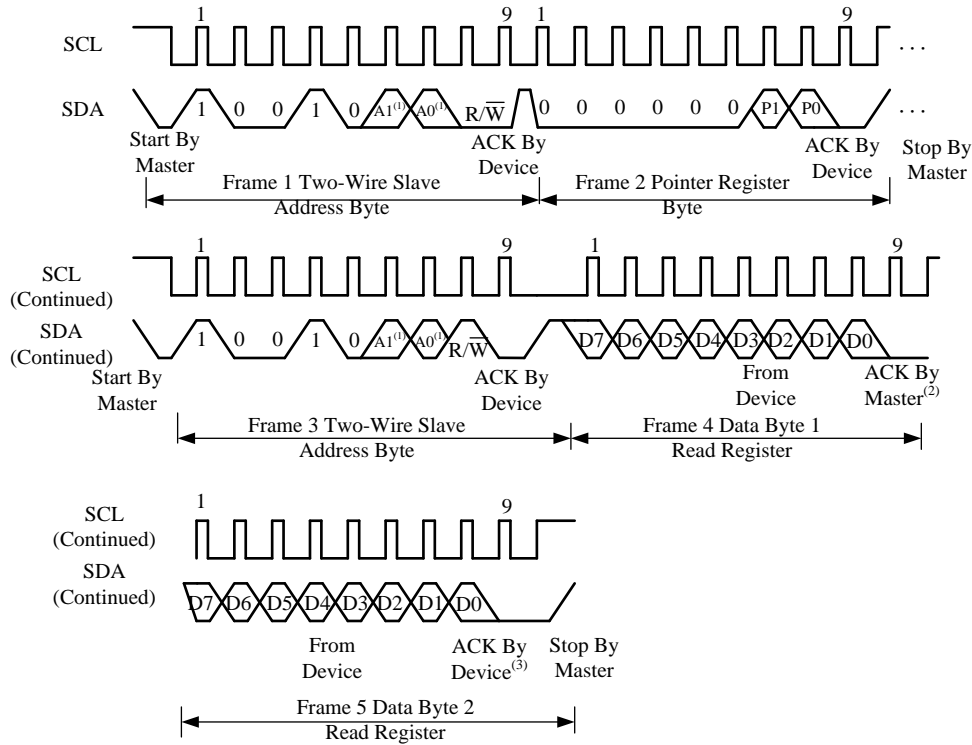 1 9 1 9
SCL . . .
SDA 1 0 0 1 0 A1(1) A0(1) R/W̅ 0 0 0 0 0 0 P1 P0 . . .
Start By Master
ACK By Device
ACK By Device
Stop By Master
Frame 1 Two-Wire Slave Address Byte
Frame 2 Pointer Register Byte
1 9 1 9
SCL
(Continued)
SDA
(Continued)
1 0 0 1 0 A1(1) A0(1) R/W̅ D7 D6 D5 D4 D3 D2 D1 D0
Start By Master
ACK By Device
From Device
ACK By Master(2)
Frame 3 Two-Wire Slave Address Byte
Frame 4 Data Byte 1 Read Register
1 9
SCL
(Continued)
SDA
(Continued)
D7 D6 D5 D4 D3 D2 D1 D0
From Device
ACK By Device(3)
Stop By Master
Frame 5 Data Byte 2
Read Register